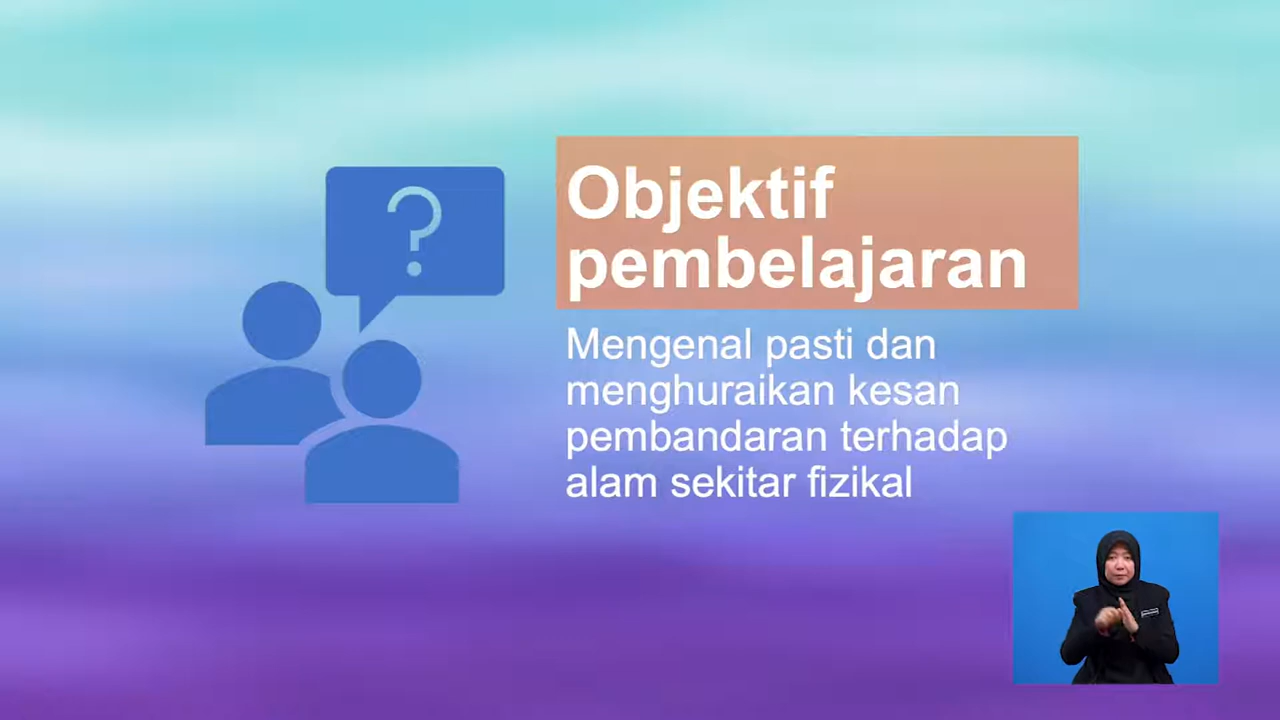 ?
Objektif
pembelajaran
Mengenal pasti dan
menghuraikan kesan
pembandaran terhadap
alam sekitar fizikal